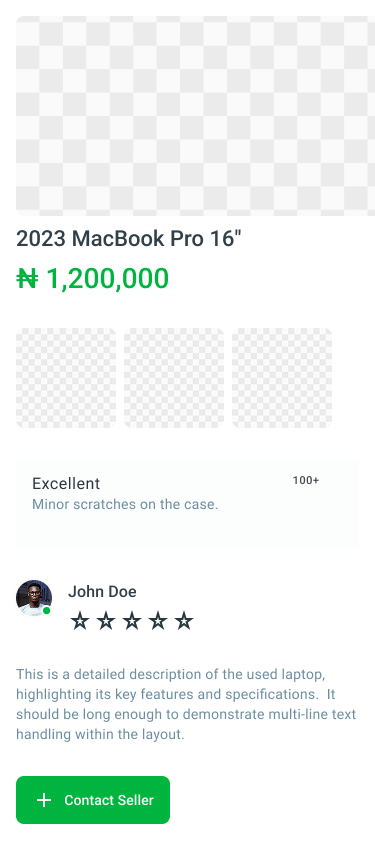 2023 MacBook Pro 16"
₦ 1,200,000
Excellent
100+
Minor scratches on the case.
John Doe
This is a detailed description of the used laptop,
highlighting its key features and specifications.  It
should be long enough to demonstrate multi-line text
handling within the layout.
Contact Seller